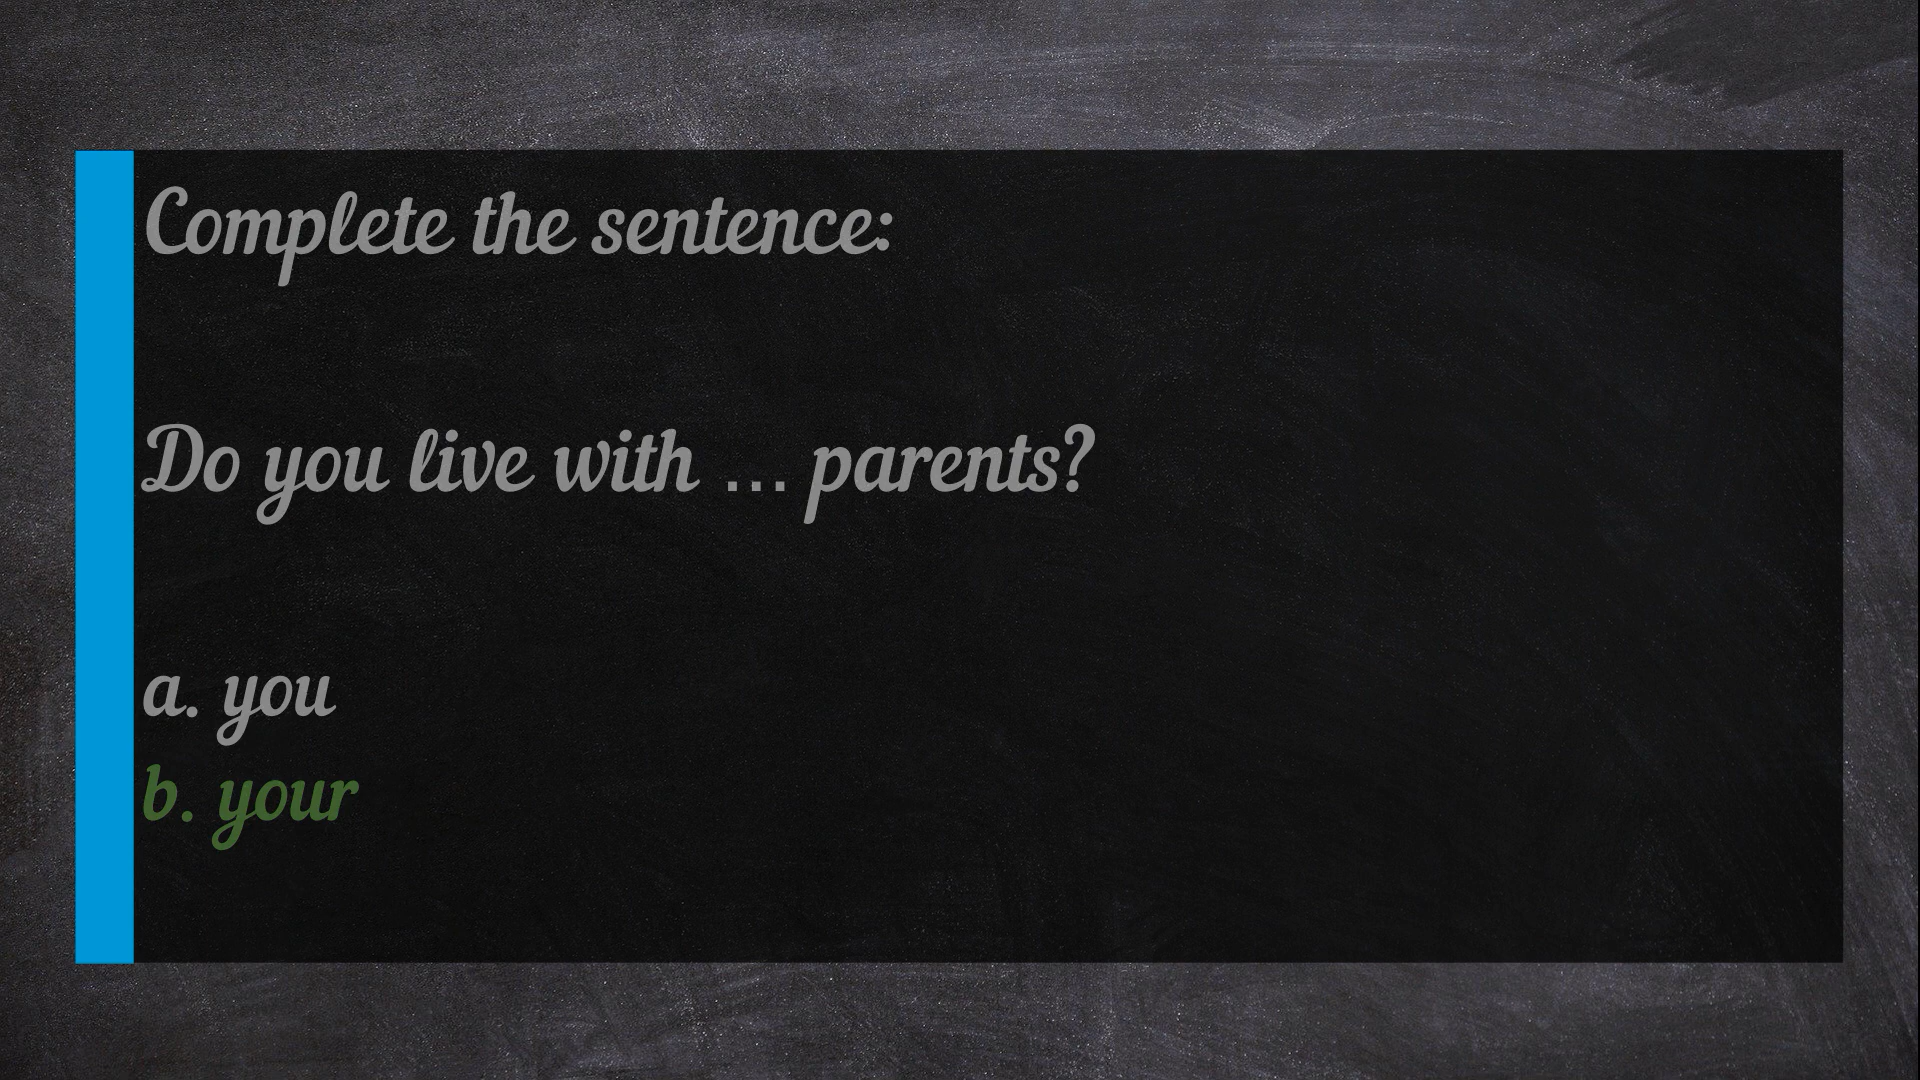 Complete the sentence:
Do you live with ... parents?
a. you
b. your